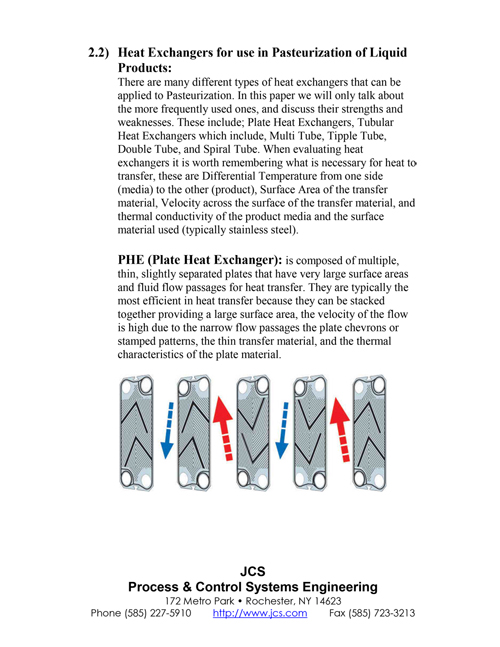 2.2) Heat Exchangers for use in Pasteurization of Liquid
Products:
There are many different types of heat exchangers that can be
applied to Pasteurization. In this paper we will only talk about
the more frequently used ones, and discuss their strengths and
weaknesses. These include; Plate Heat Exchangers, Tubular
Heat Exchangers which include, Multi Tube, Tipple Tube,
Double Tube, and Spiral Tube. When evaluating heat
exchangers it is worth remembering what is necessary for heat to
transfer, these are Differential Temperature from one side
(media) to the other (product), Surface Area of the transfer
material, Velocity across the surface of the transfer material, and
thermal conductivity of the product media and the surface
material used (typically stainless steel).
PHE (Plate Heat Exchanger): is composed of multiple,
thin, slightly separated plates that have very large surface areas
and fluid flow passages for heat transfer. They are typically the
most efficient in heat transfer because they can be stacked
together providing a large surface area, the velocity of the flow
is high due to the narrow flow passages the plate chevrons or
stamped patterns, the thin transfer material, and the thermal
characteristics of the plate material.
JCS
Process & Control Systems Engineering
172 Metro Park • Rochester, NY 14623
Phone (585) 227-5910 http://www.jcs.com Fax (585) 723-3213